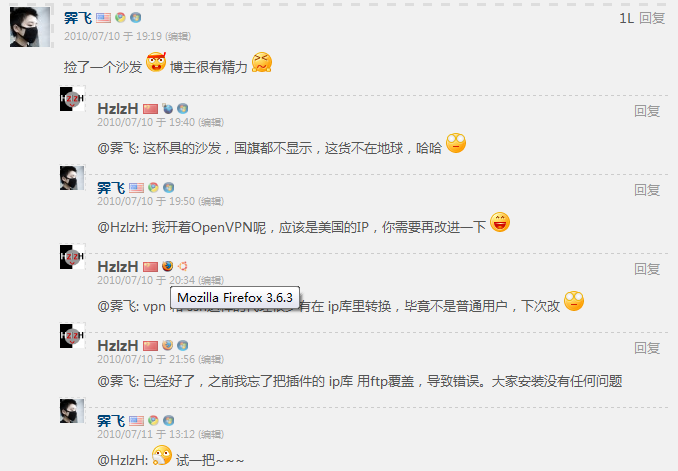 霁飞
1L 回复
2010/07/10 于 19:19 (编辑)
捡了一个沙发 博主很有精力
HzlzH
回复
2010/07/10 于 19:40 (编辑)
@霁飞: 这杯具的沙发，国旗都不显示，这货不在地球，哈哈
霁飞
回复
2010/07/10 于 19:50 (编辑)
@HzlzH: 我开着OpenVPN呢，应该是美国的IP，你需要再改进一下
HzlzH
回复
2010/07/10 于 20:34 (编辑)
Mozilla Firefox 3.6.3
@霁飞: vpn 有在 ip库里转换，毕竟不是普通用户，下次改
HzlzH
回复
2010/07/10 于 21:56 (编辑)
@霁飞: 已经好了，之前我忘了把插件的 ip库 用ftp覆盖，导致错误。大家安装没有任何问题
霁飞
2010/07/11 于 13:12 (编辑)
@HzlzH: 试一把~~~